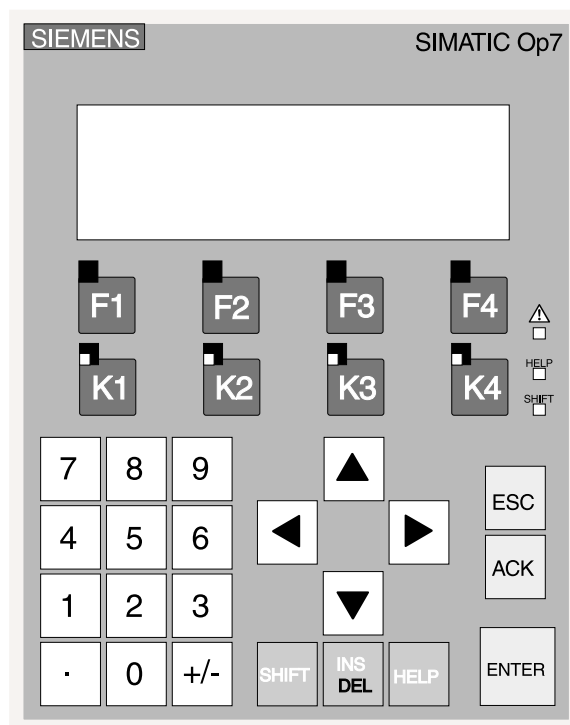 SIEMENS
SIMATIC Op7
F1 F2 F3 F4
HELP
K1 K2 K3 K4
SHIFT
7 8 9
ESC
4 5 6
ACK
1 2 3
SHIFT INS HELP
DEL
. 0 +/-
ENTER